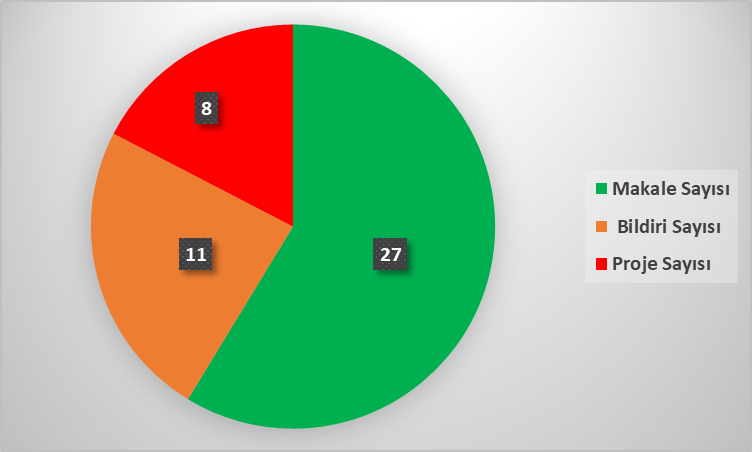 8
11
27
Makale Sayısı
Bildiri Sayısı
Proje Sayısı